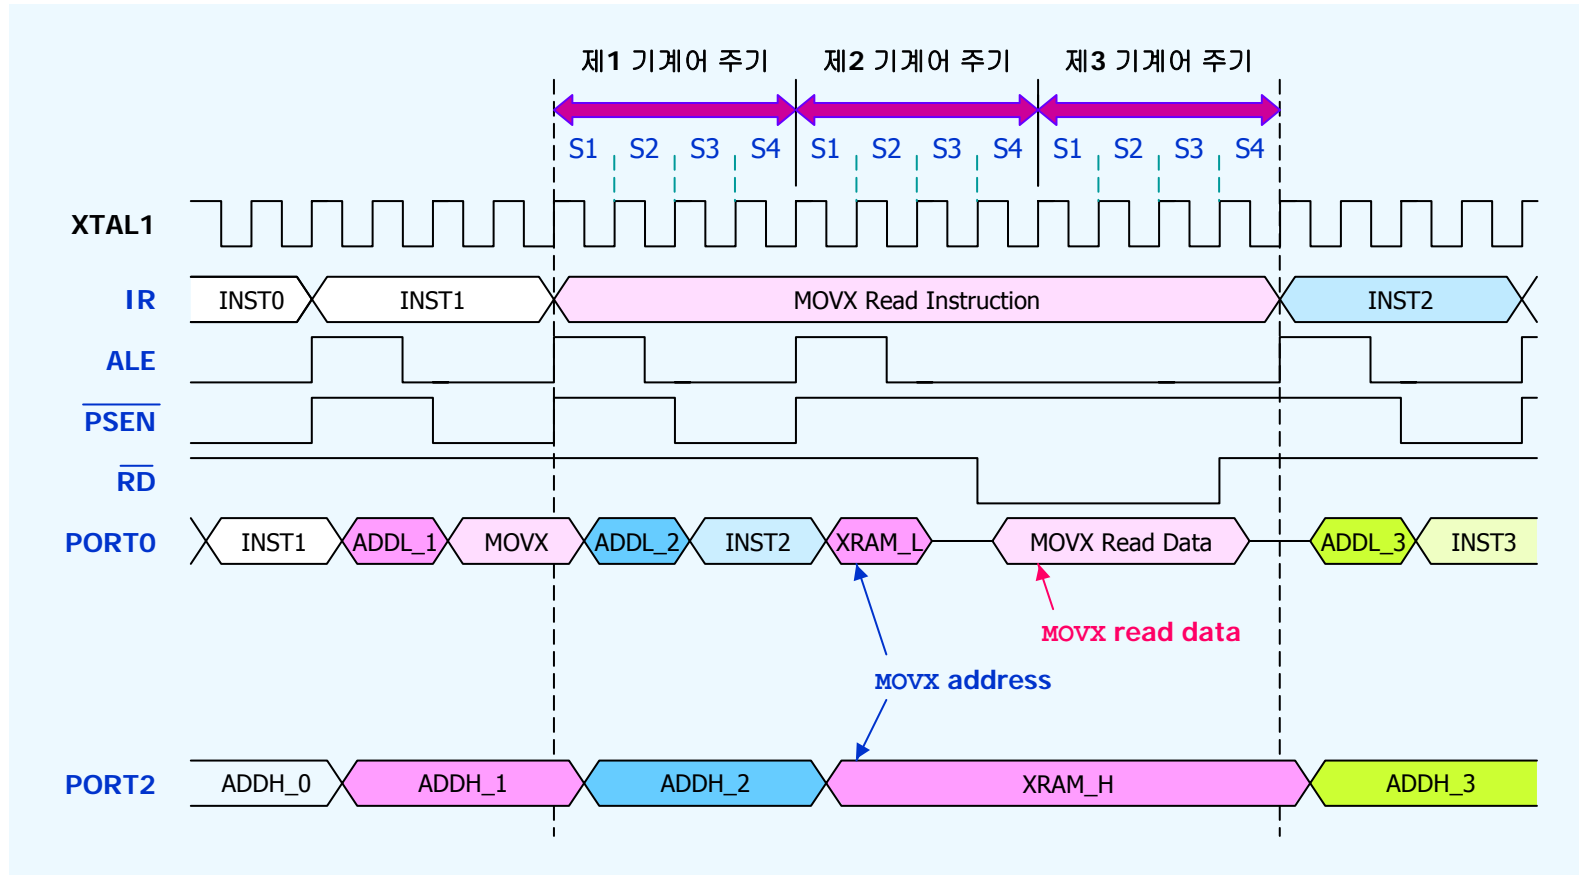 제1 기계어 주기 제2 기계어 주기 제3 기계어 주기
S1 S2 S3 S4 S1 S2 S3 S4 S1 S2 S3 S4
XTAL1
IR INST0 INST1 MOVX Read Instruction INST2
ALE
PSEN
RD
PORT0 INST1 ADDL_1 MOVX ADDL_2 INST2 XRAM_L MOVX Read Data ADDL_3 INST3
MOVX read data
MOVX address
PORT2 ADDH_0 ADDH_1 ADDH_2 XRAM_H ADDH_3